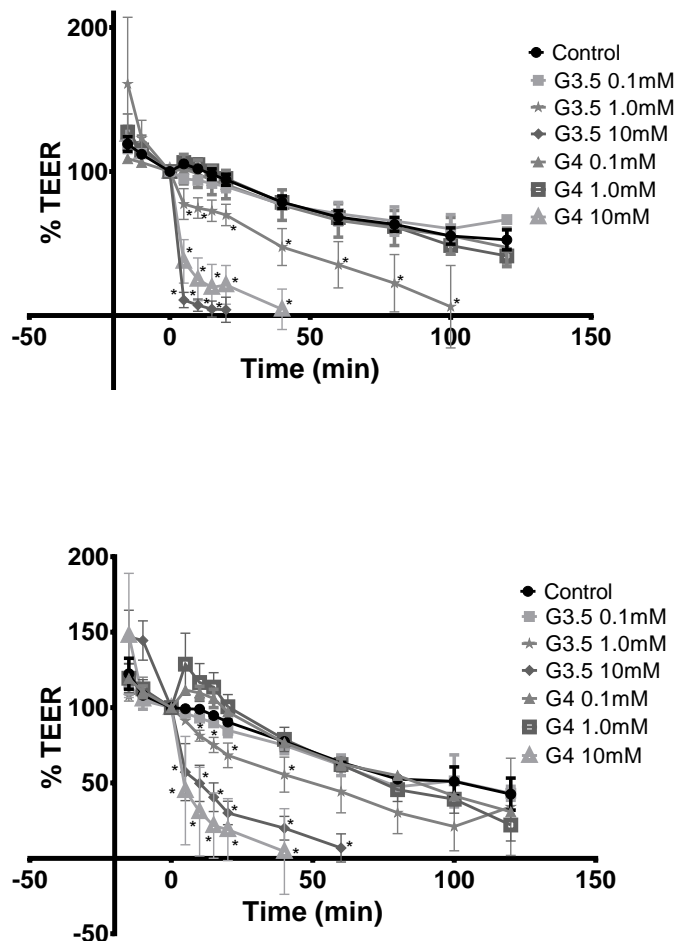 200
100
% TEER
-50
0
50
100
150
Time (min)
Control
G3.5 0.1mM
G3.5 1.0mM
G3.5 10mM
G4 0.1mM
G4 1.0mM
G4 10mM
200
150
100
50
-50
% TEER
-50
0
50
100
150
Time (min)
Control
G3.5 0.1mM
G3.5 1.0mM
G3.5 10mM
G4 0.1mM
G4 1.0mM
G4 10mM